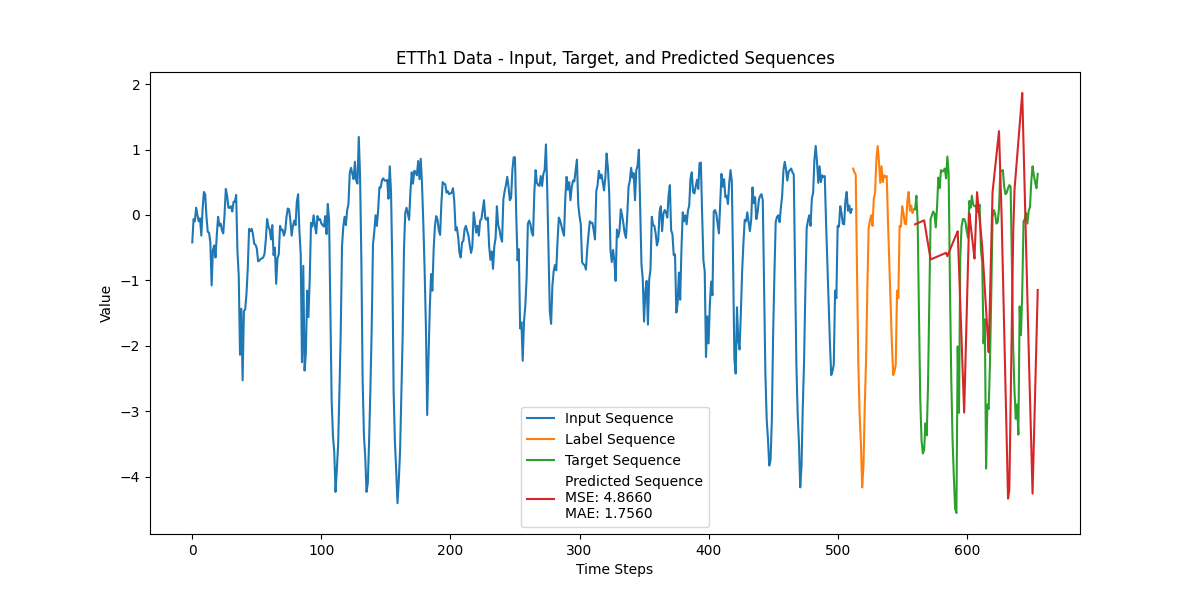 ETTh1 Data - Input, Target, and Predicted Sequences
2
1
0
−1
−2
−3
−4
Value
0
100
200
300
400
500
600
Time Steps
Input Sequence
Label Sequence
Target Sequence
Predicted Sequence
MSE: 4.8660
MAE: 1.7560